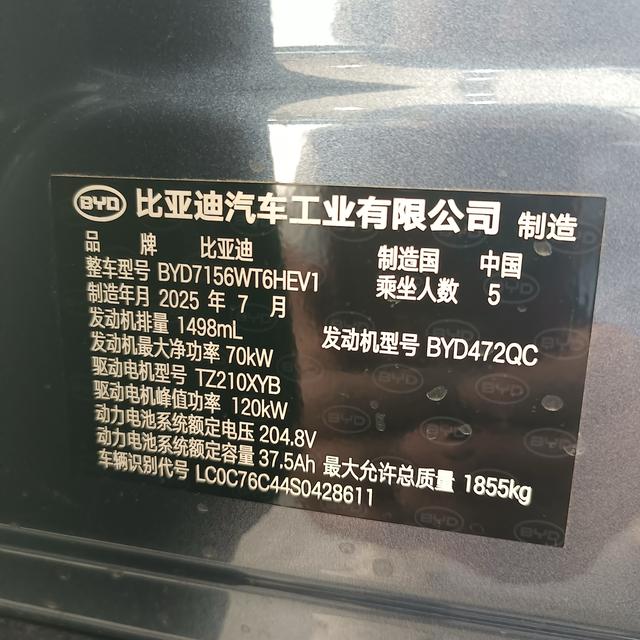 BYD 比亚迪汽车工业有限公司 制造
品 牌 比亚迪 制造国 中国
整车型号 BYD7156WT6HEV1 乘坐人数 5
制造年月 2025 年 7 月
发动机排量 1498mL 发动机型号 BYD472QC
发动机最大净功率 70kW
驱动电机型号 TZ210XYB
驱动电机峰值功率 120kW
动力电池系统额定电压 204.8V
动力电池系统额定容量 37.5Ah 最大允许总质量 1855kg
车辆识别代号 LC0C76C44S0428611